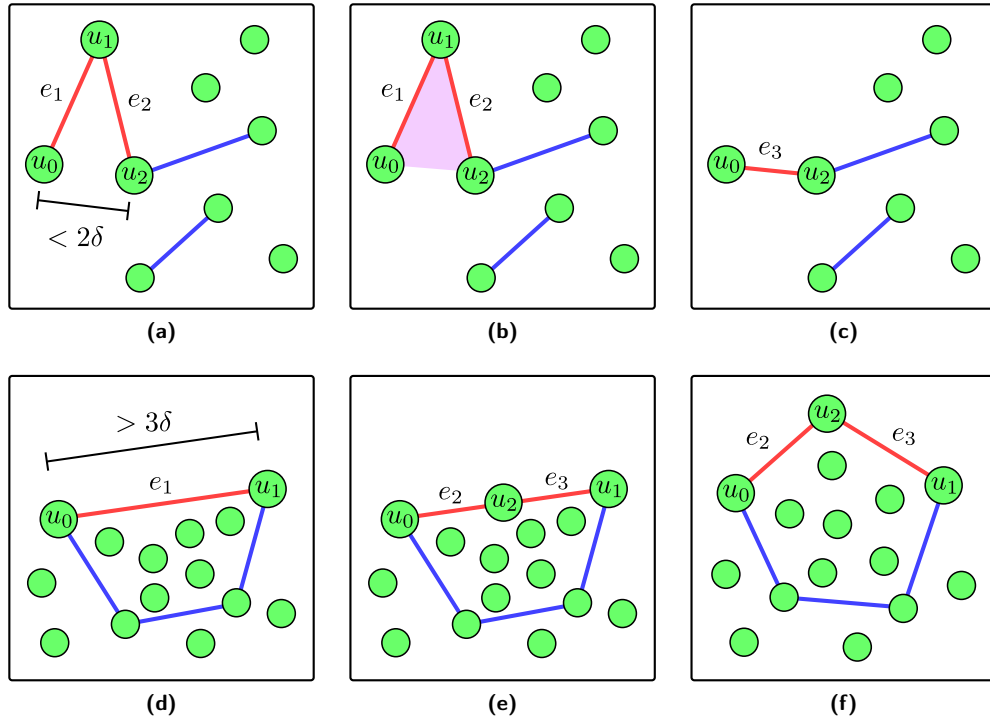 u₁
e₁
e₂
u₀
u₂
< 2δ
(a)
u₁
e₁
e₂
u₀
u₂
(b)
e₃
u₀
u₂
(c)
> 3δ
e₁
u₁
u₀
(d)
e₂
e₃
u₁
u₂
u₀
(e)
u₂
e₂
e₃
u₁
u₀
(f)